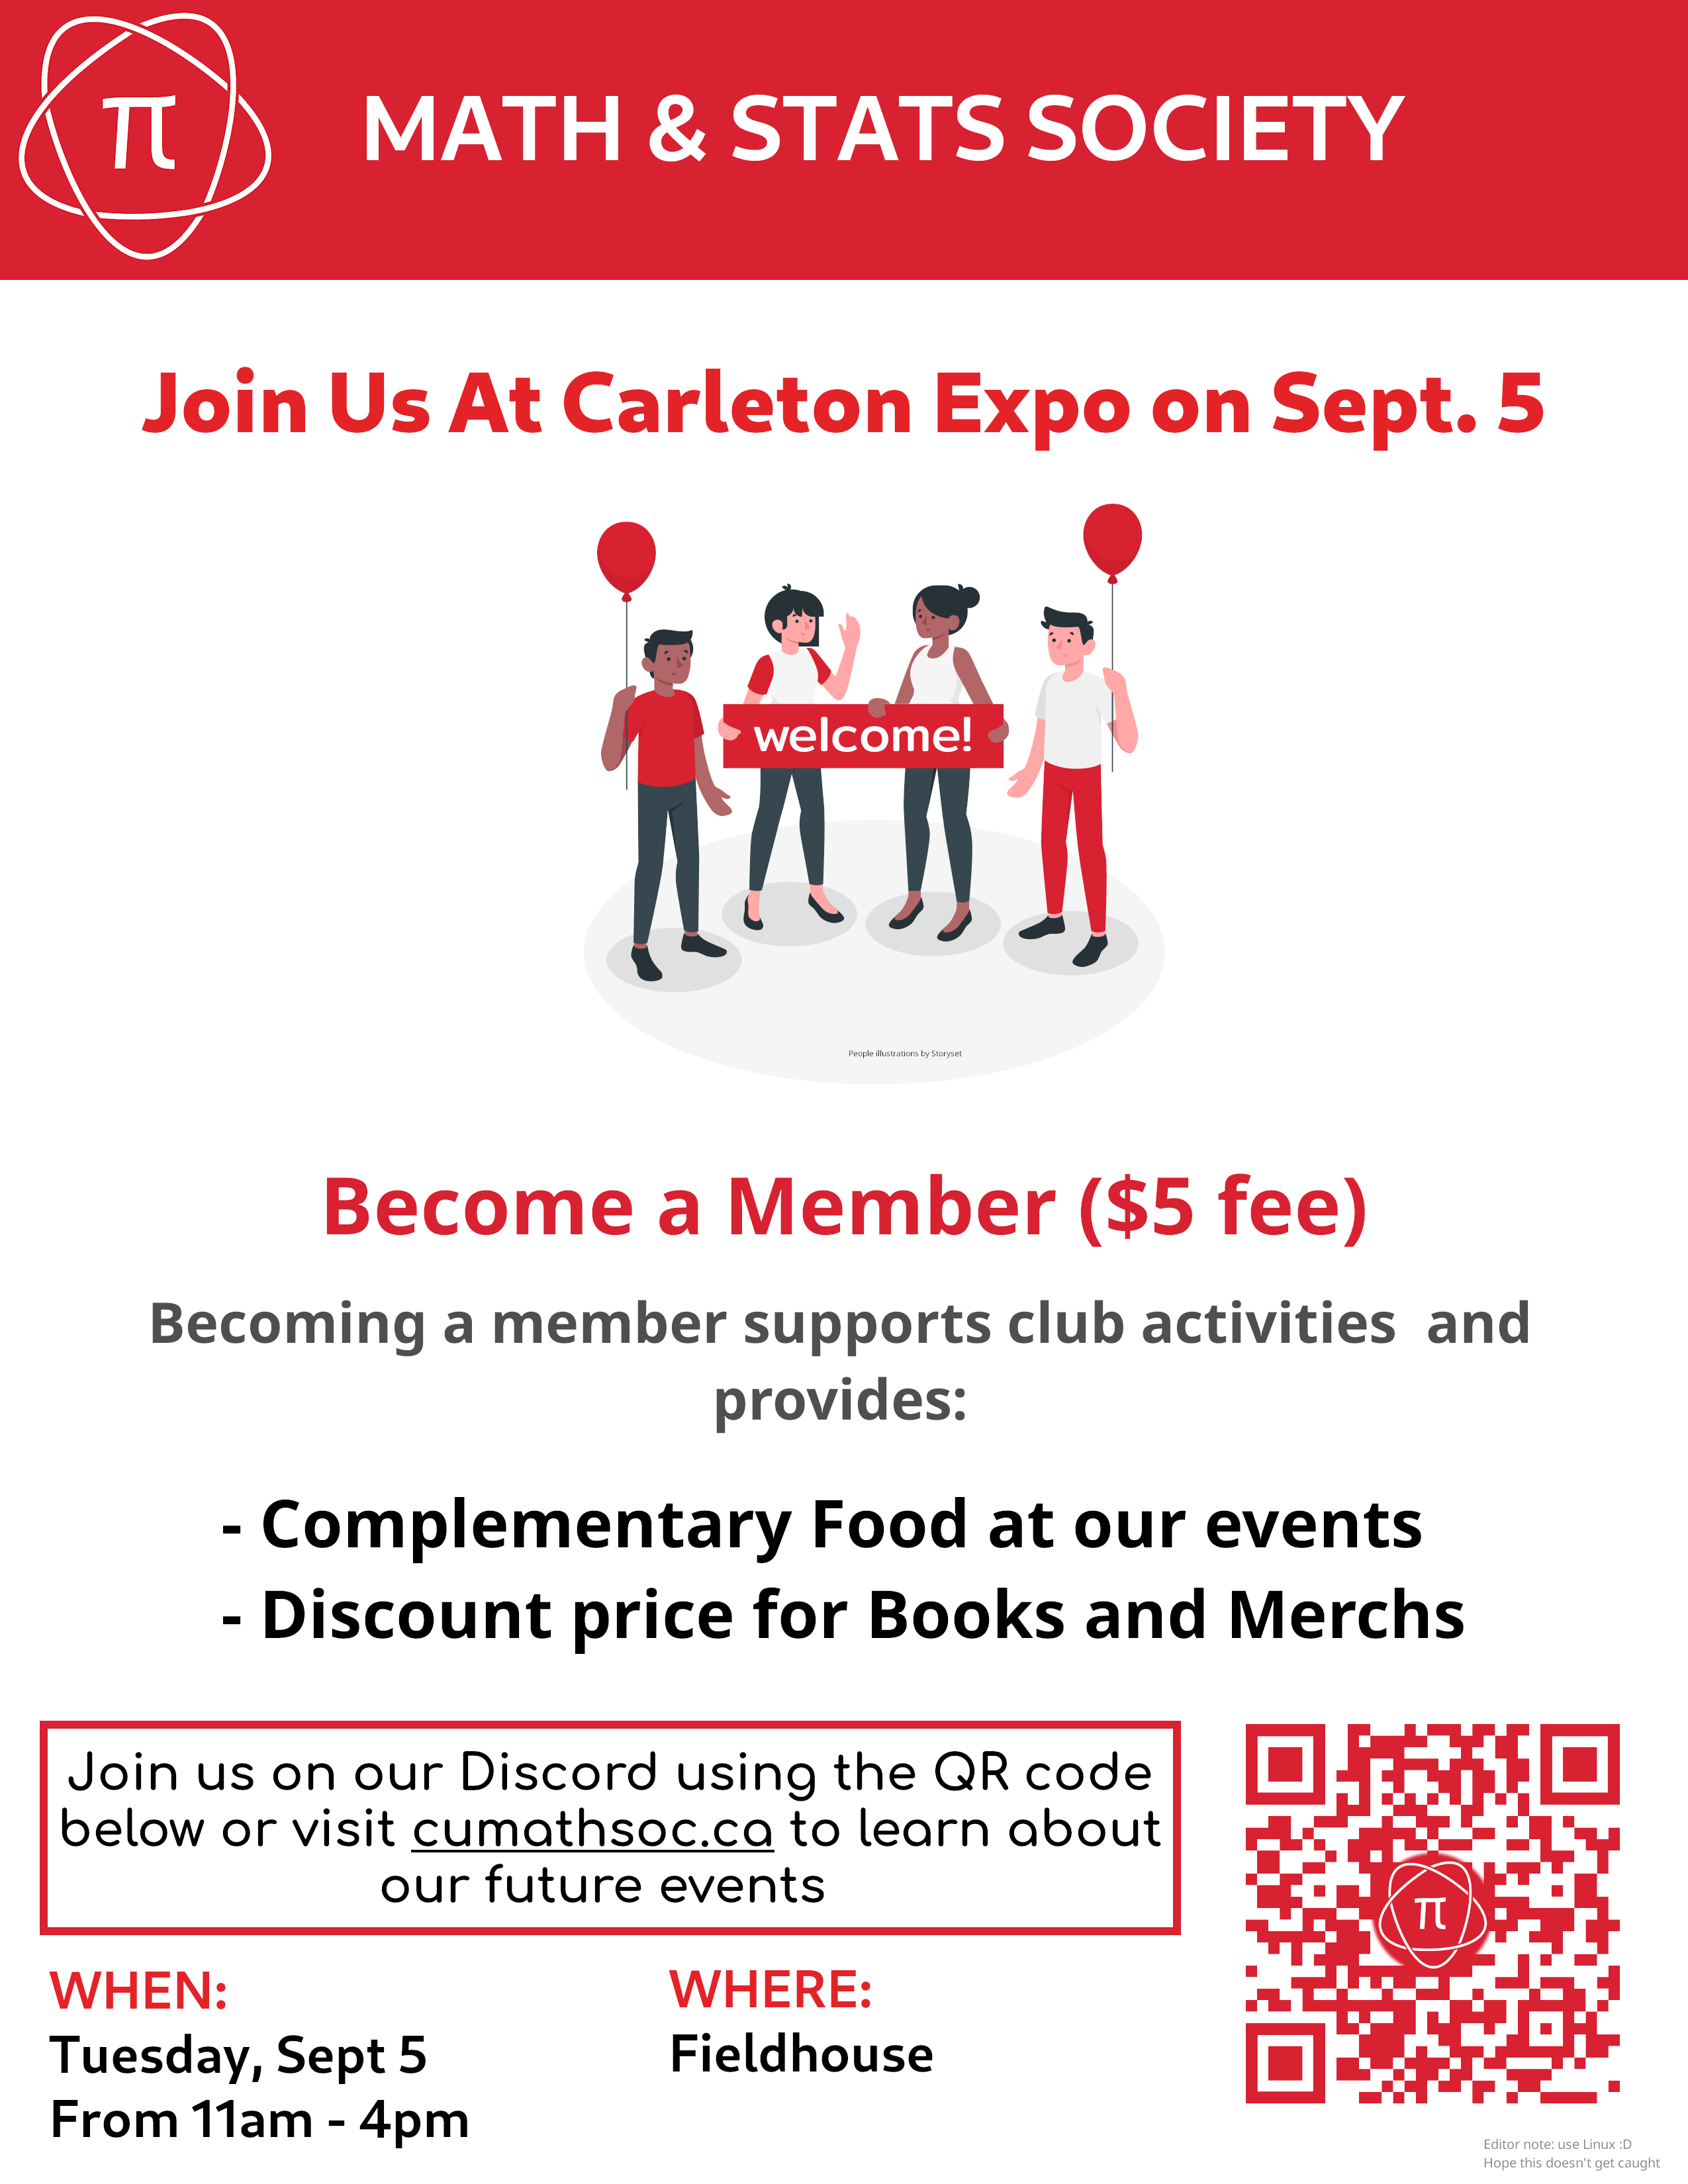 π
MATH & STATS SOCIETY
Join Us At Carleton Expo on Sept. 5
welcome!
People illustrations by Storyset
Become a Member ($5 fee)
Becoming a member supports club activities  and
provides:
- Complementary Food at our events
- Discount price for Books and Merchs
Join us on our Discord using the QR code
below or visit cumathsoc.ca to learn about
our future events
π
WHEN:
Tuesday, Sept 5
From 11am - 4pm
WHERE:
Fieldhouse
Editor note: use Linux :D
Hope this doesn't get caught